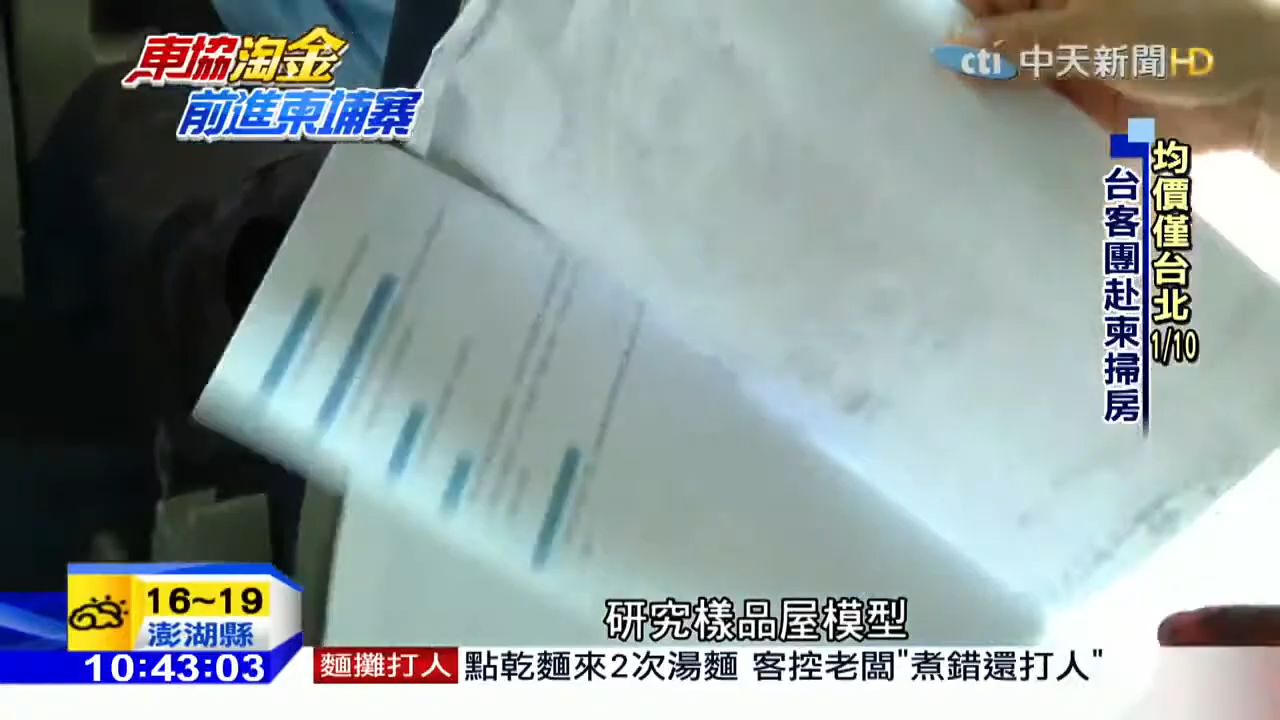 車協淘金
前進柬埔寨
cti 中天新聞HD
均價僅台北1/10
台客團赴柬掃房
研究樣品屋模型
16~19
澎湖縣
10:43:03
麵攤打人 點乾麵來2次湯麵 客控老闆"煮錯還打人"